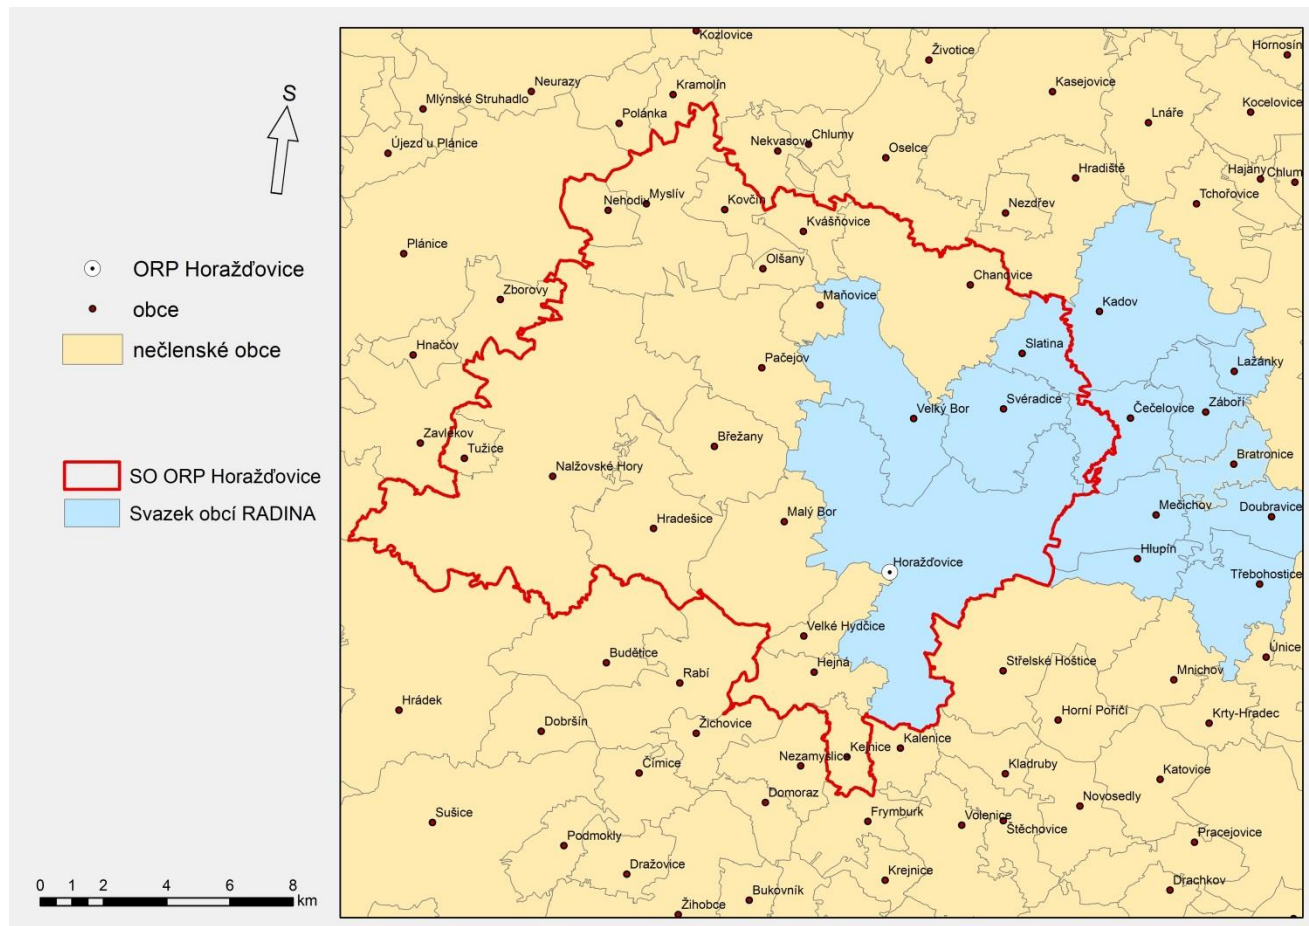 S
ORP Horažďovice
obce
nečlenské obce
SO ORP Horažďovice
Svazek obcí RADINA
0 1 2 4 6 8
km
Kozlovice
Životice
Hornosín
Neurazy
Kramolín
Kasejovice
Mlýnské Struhadlo
Kocelovice
Polánka
Lnáře
Chlumy
Nekvasovy
Újezd u Plánice
Oselce
Hradiště
Hajany
Chlum
Myslív
Nehodiv
Kovčín
Nezdřev
Tchořovice
Kvášňovice
Plánice
Olšany
Chanovice
Zborovy
Maňovice
Kadov
Hnačov
Slatina
Pačejov
Lažánky
Velký Bor
Svéradice
Čečelovice
Záboří
Zavlekov
Tužice
Břežany
Bratronice
Nalžovské Hory
Malý Bor
Mečichov
Doubravice
Hradešice
Horažďovice
Hlupín
Třebohostice
Velké Hydčice
Budětice
Hejná
Střelské Hoštice
Únice
Rabí
Mnichov
Hrádek
Dobršín
Žichovice
Horní Poříčí
Krty-Hradec
Kejnice
Kalenice
Čímice
Nezamyslice
Kladruby
Katovice
Domoraz
Novosedly
Sušice
Frymburk
Volenice
Štěchovice
Podmokly
Pracejovice
Dražovice
Krejnice
Drachkov
Bukovník
Žihobce